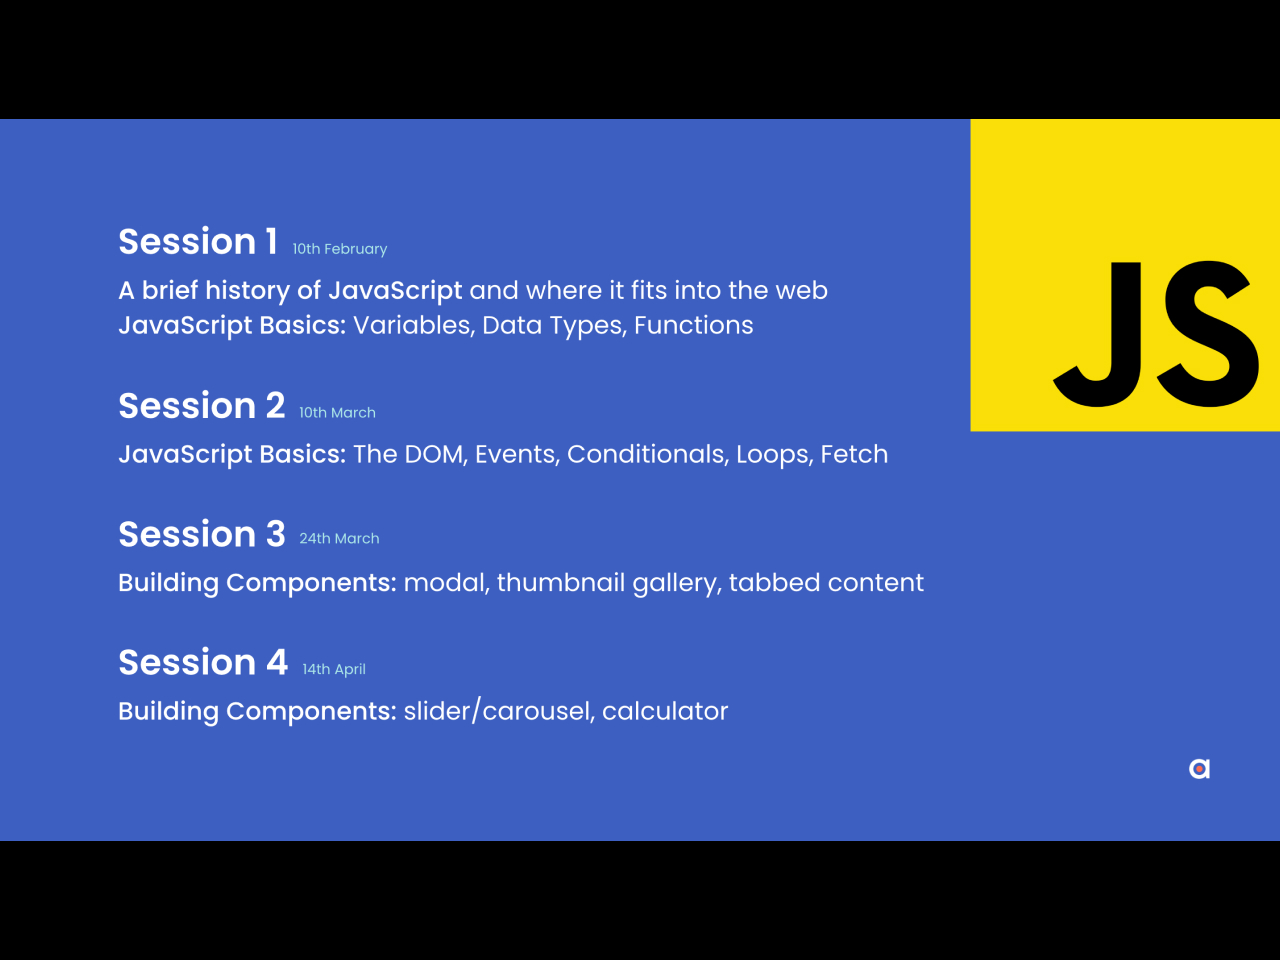 JS
Session 1 10th February
A brief history of JavaScript and where it fits into the web
JavaScript Basics: Variables, Data Types, Functions
Session 2 10th March
JavaScript Basics: The DOM, Events, Conditionals, Loops, Fetch
Session 3 24th March
Building Components: modal, thumbnail gallery, tabbed content
Session 4 14th April
Building Components: slider/carousel, calculator
a